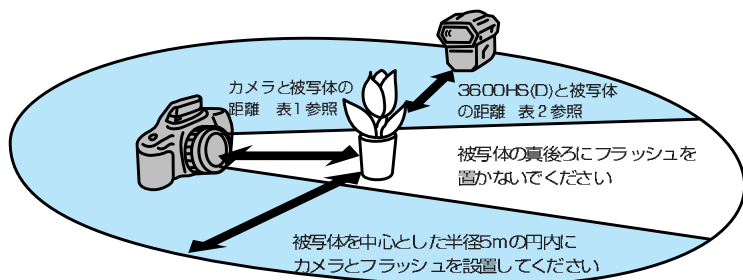 カメラと被写体の
距離 表1参照
3600HS(D)と被写体
の距離 表2参照
被写体の真後ろにフラッシュを
置かないでください
被写体を中心とした半径5mの円内に
カメラとフラッシュを設置してください